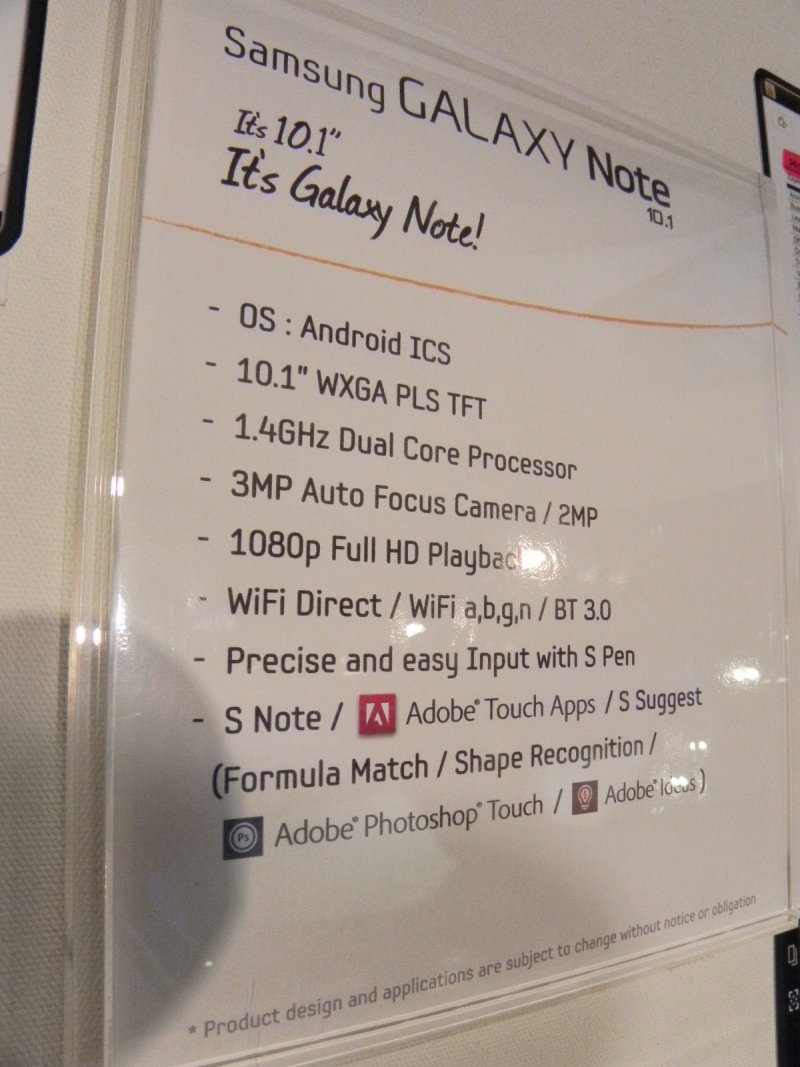 Samsung GALAXY Note
10.1
It's 10.1"
It's Galaxy Note!
- OS : Android ICS
- 10.1" WXGA PLS TFT
- 1.4GHz Dual Core Processor
- 3MP Auto Focus Camera / 2MP
- 1080p Full HD Playback
- WiFi Direct / WiFi a,b,g,n / BT 3.0
- Precise and easy Input with S Pen
- S Note / Adobe® Touch Apps / S Suggest
(Formula Match / Shape Recognition /
Ps Adobe® Photoshop® Touch / Adobe® Ideas )
* Product design and applications are subject to change without notice or obligation